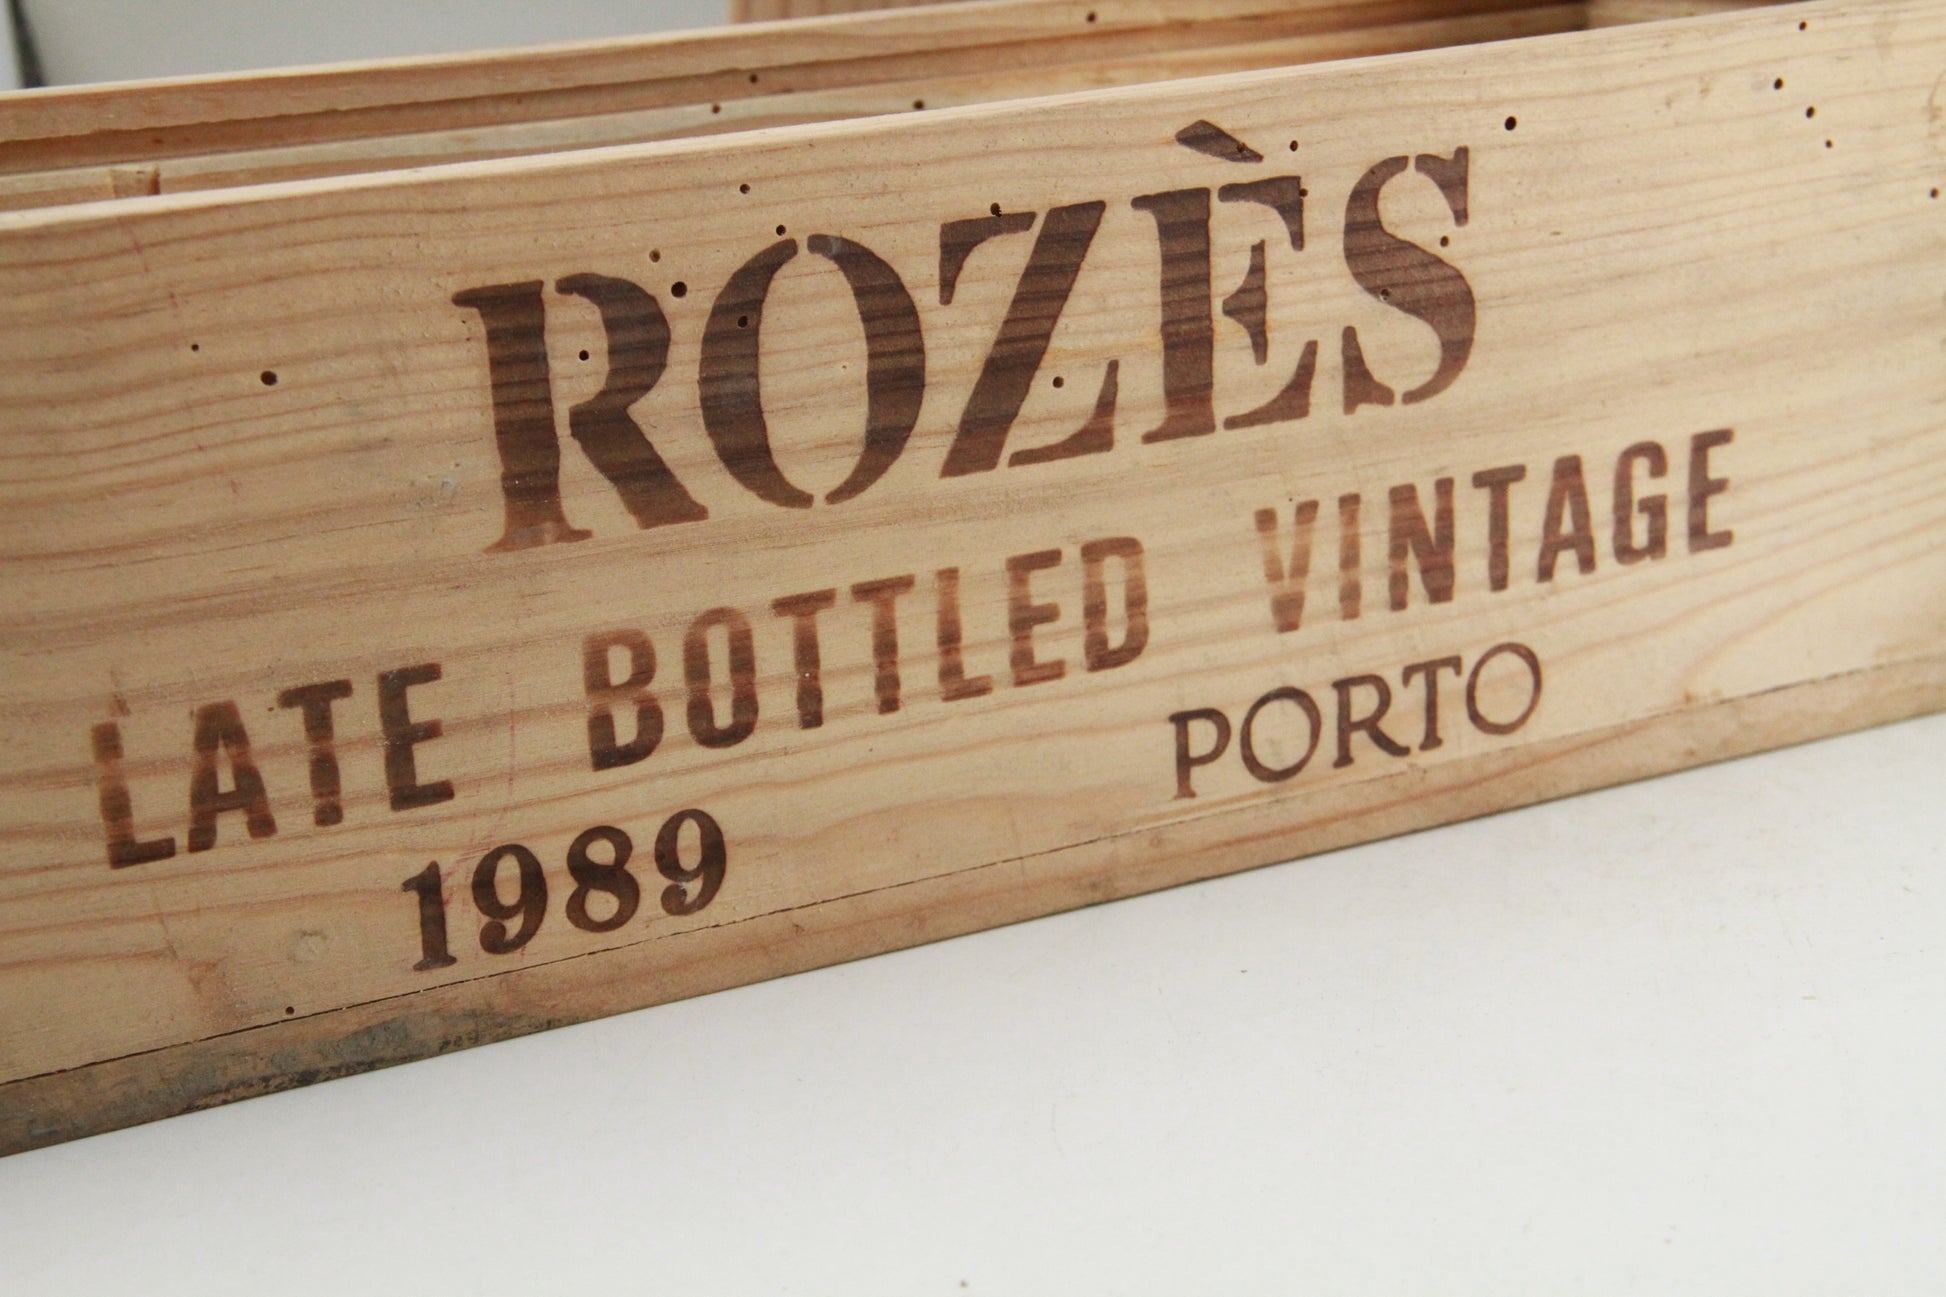 ROZÈS
LATE BOTTLED VINTAGE
1989 PORTO